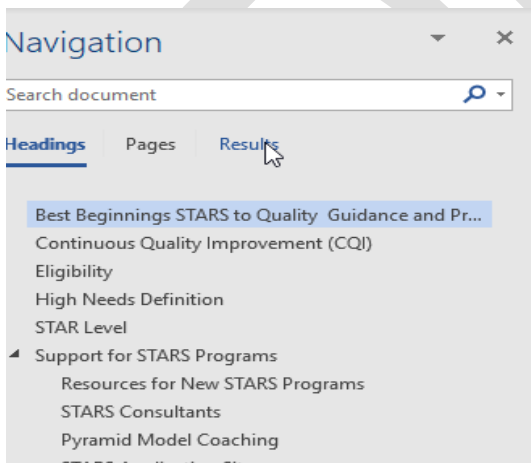 Navigation
Search document
Headings Pages Results
Best Beginnings STARS to Quality Guidance and Pr...
Continuous Quality Improvement (CQI)
Eligibility
High Needs Definition
STAR Level
Support for STARS Programs
Resources for New STARS Programs
STARS Consultants
Pyramid Model Coaching